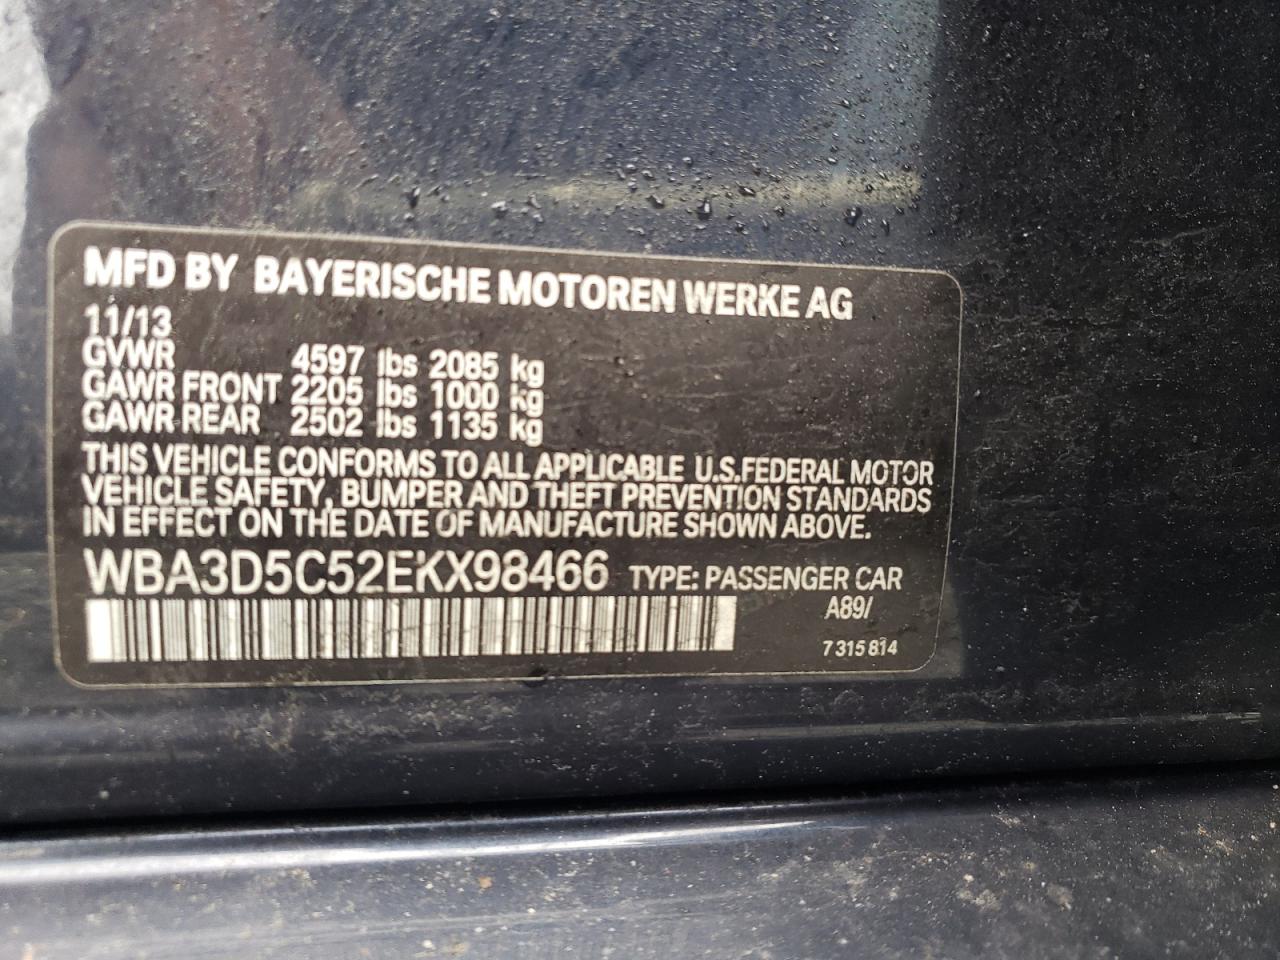 MFD BY BAYERISCHE MOTOREN WERKE AG
11/13
GVWR 4597 lbs 2085 kg
GAWR FRONT 2205 lbs 1000 kg
GAWR REAR 2502 lbs 1135 kg
THIS VEHICLE CONFORMS TO ALL APPLICABLE U.S.FEDERAL MOTOR
VEHICLE SAFETY, BUMPER AND THEFT PREVENTION STANDARDS
IN EFFECT ON THE DATE OF MANUFACTURE SHOWN ABOVE.
WBA3D5C52EKX98466 TYPE: PASSENGER CAR
A89/
7 315 814